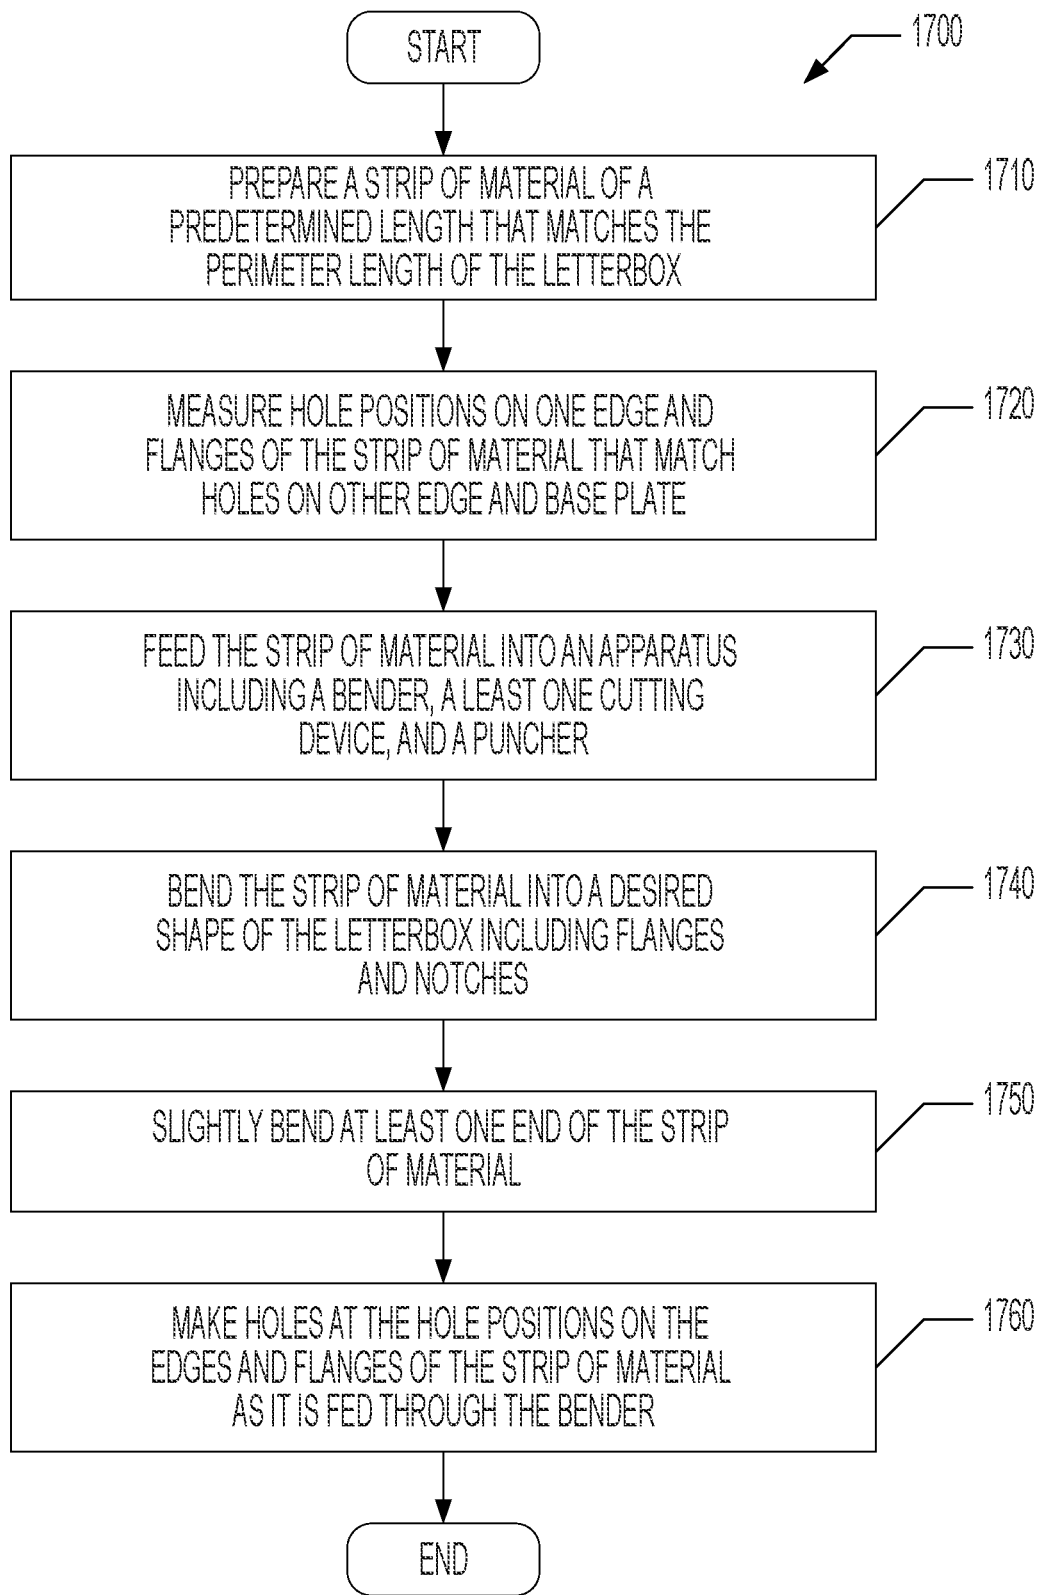 START
1700
PREPARE A STRIP OF MATERIAL OF A
PREDETERMINED LENGTH THAT MATCHES THE
PERIMETER LENGTH OF THE LETTERBOX
1710
MEASURE HOLE POSITIONS ON ONE EDGE AND
FLANGES OF THE STRIP OF MATERIAL THAT MATCH
HOLES ON OTHER EDGE AND BASE PLATE
1720
FEED THE STRIP OF MATERIAL INTO AN APPARATUS
INCLUDING A BENDER, A LEAST ONE CUTTING
DEVICE, AND A PUNCHER
1730
BEND THE STRIP OF MATERIAL INTO A DESIRED
SHAPE OF THE LETTERBOX INCLUDING FLANGES
AND NOTCHES
1740
SLIGHTLY BEND AT LEAST ONE END OF THE STRIP
OF MATERIAL
1750
MAKE HOLES AT THE HOLE POSITIONS ON THE
EDGES AND FLANGES OF THE STRIP OF MATERIAL
AS IT IS FED THROUGH THE BENDER
1760
END